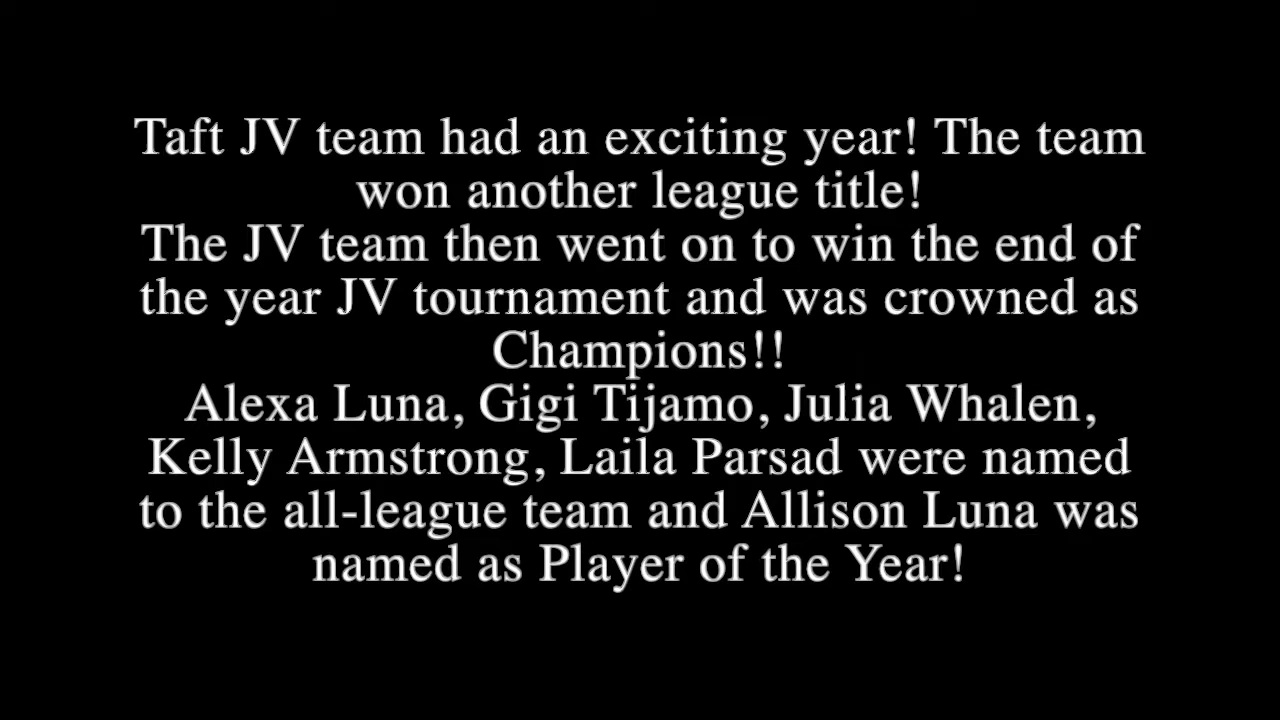 Taft JV team had an exciting year! The team
won another league title!
The JV team then went on to win the end of
the year JV tournament and was crowned as
Champions!!
Alexa Luna, Gigi Tijamo, Julia Whalen,
Kelly Armstrong, Laila Parsad were named
to the all-league team and Allison Luna was
named as Player of the Year!